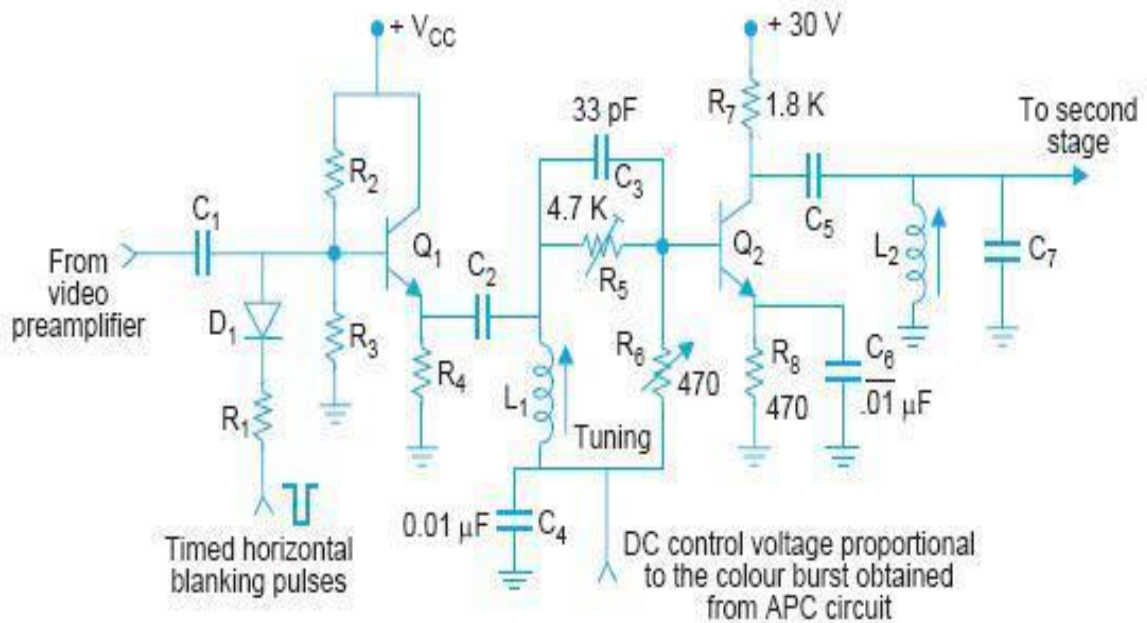 + VCC
+ 30 V
R7
1.8 K
33 pF
To second
stage
R2
C3
C1
4.7 K
Q1
C2
Q2
C5
L2
C7
From
video
preamplifier
R5
D1
R3
R4
R6
470
R8
470
C6
.01 µF
L1
R1
Tuning
0.01 µF
C4
Timed horizontal
blanking pulses
DC control voltage proportional
to the colour burst obtained
from APC circuit